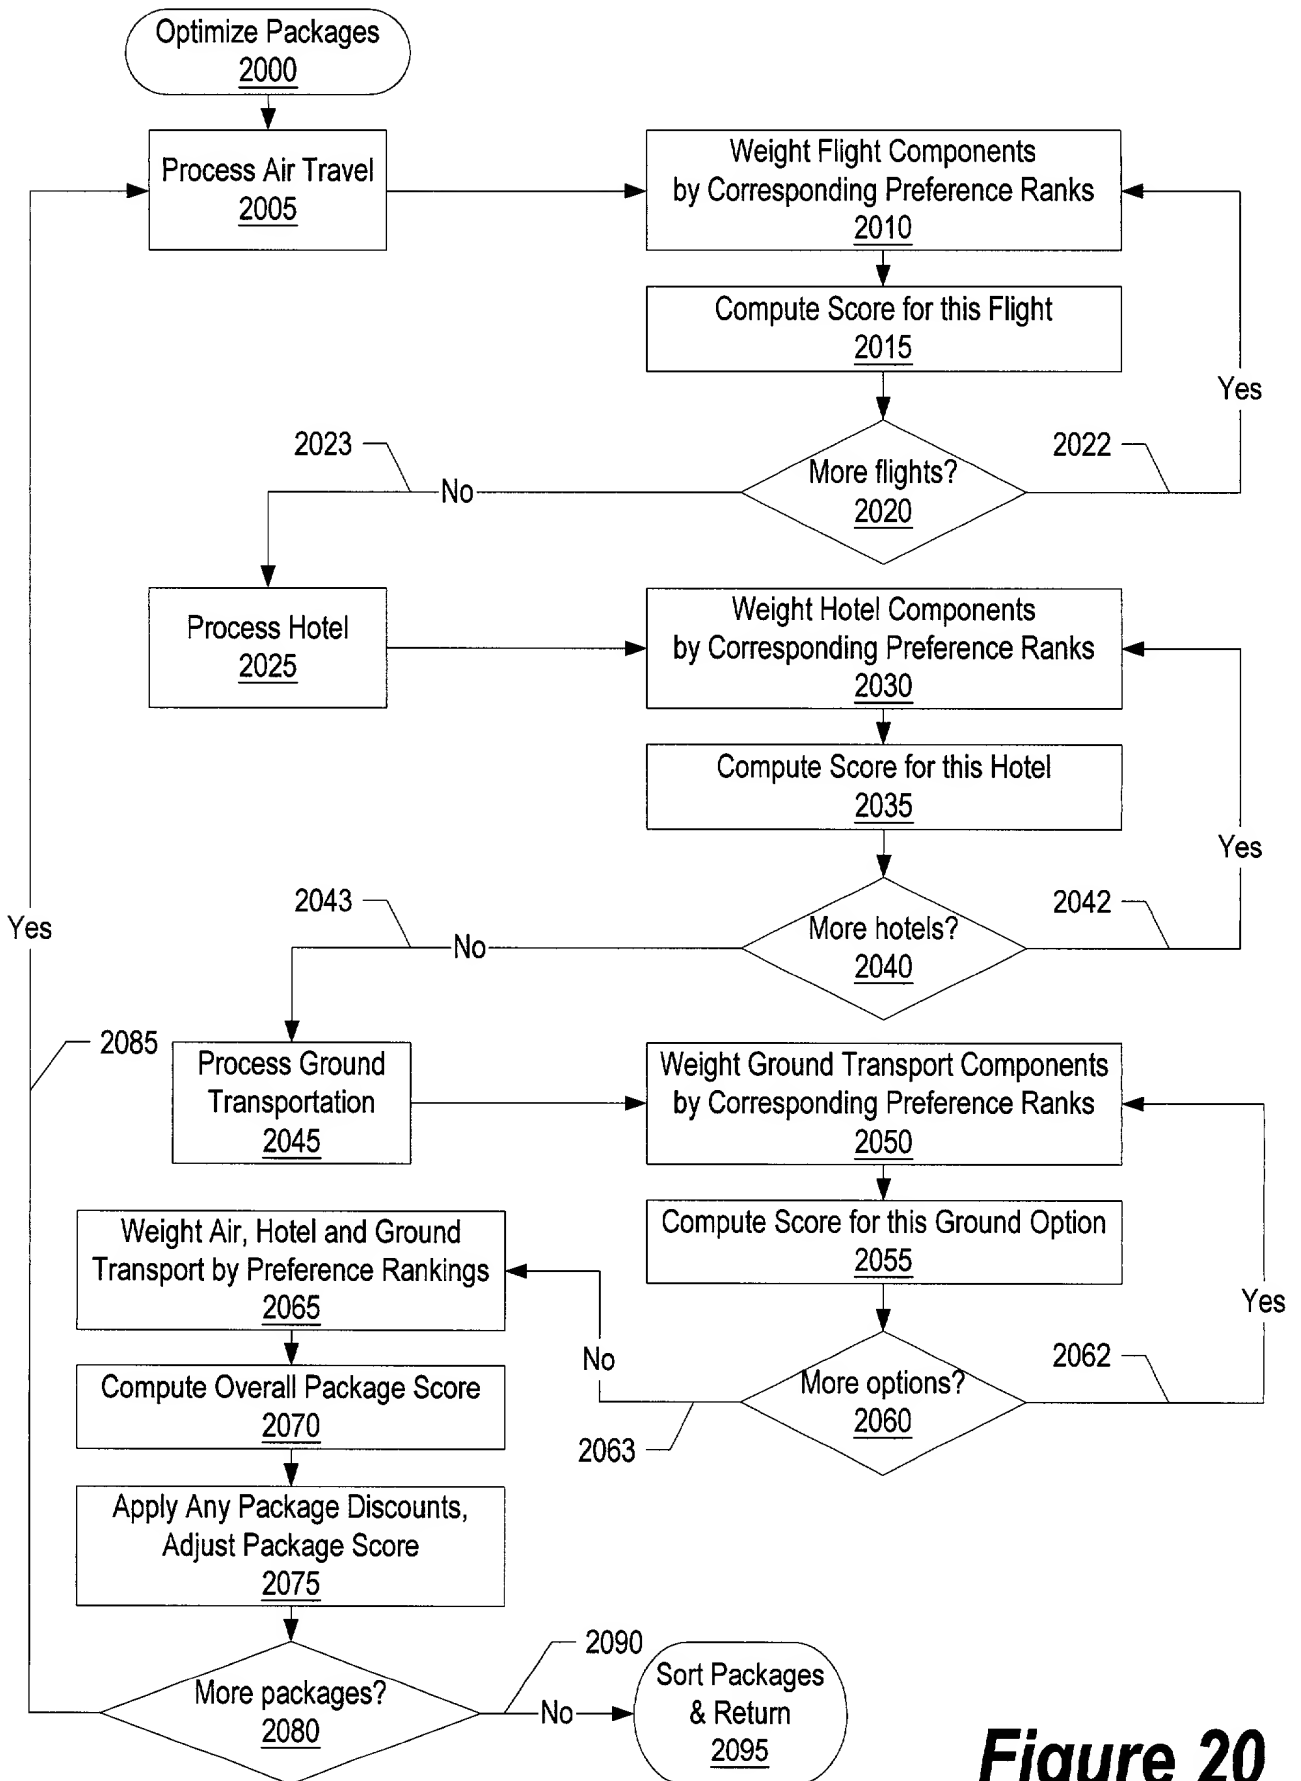 Optimize Packages
2000
Process Air Travel
2005
Weight Flight Components
by Corresponding Preference Ranks
2010
Compute Score for this Flight
2015
Yes
2023
2022
More flights?
2020
No
Process Hotel
2025
Weight Hotel Components
by Corresponding Preference Ranks
2030
Compute Score for this Hotel
2035
Yes
2043
2042
More hotels?
2040
No
Yes
2085
Process Ground
Transportation
2045
Weight Ground Transport Components
by Corresponding Preference Ranks
2050
Compute Score for this Ground Option
2055
Yes
Weight Air, Hotel and Ground
Transport by Preference Rankings
2065
No
2062
More options?
2060
2063
Compute Overall Package Score
2070
Apply Any Package Discounts,
Adjust Package Score
2075
More packages?
2080
2090
No
Sort Packages
& Return
2095
Figure 20